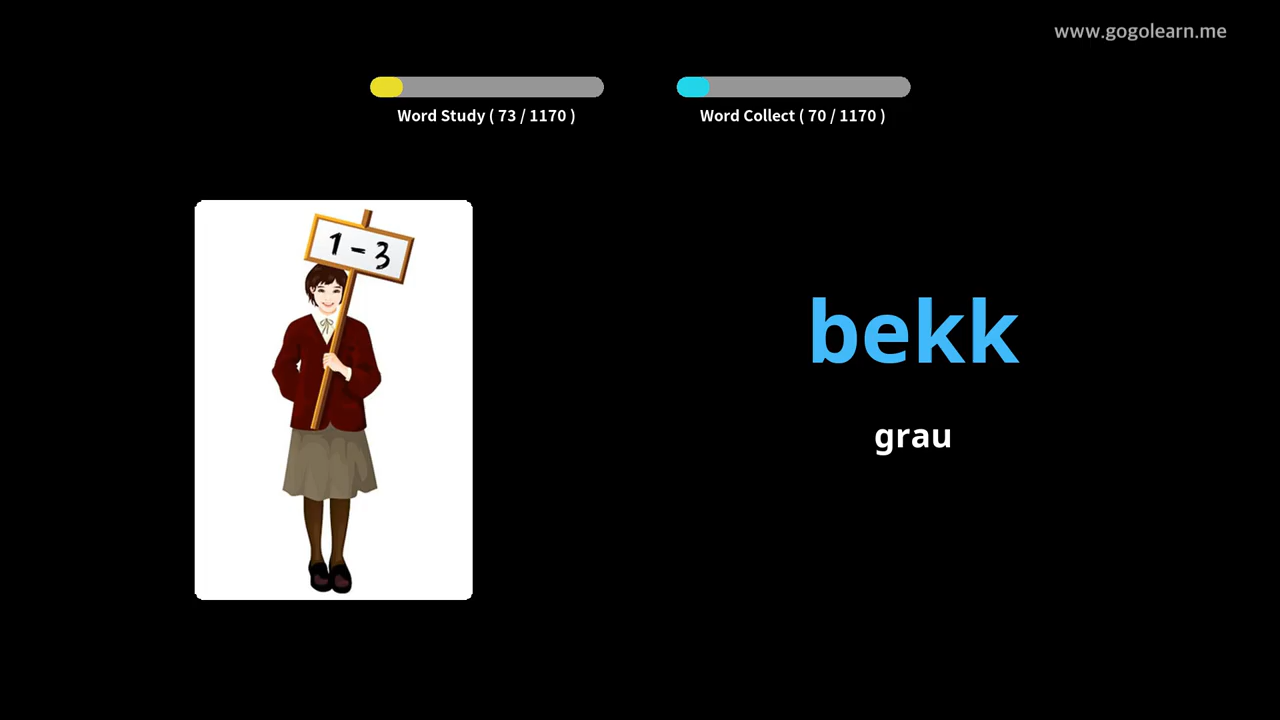 www.gogolearn.me
Word Study ( 73 / 1170 )
Word Collect ( 70 / 1170 )
1 - 3
bekk
grau